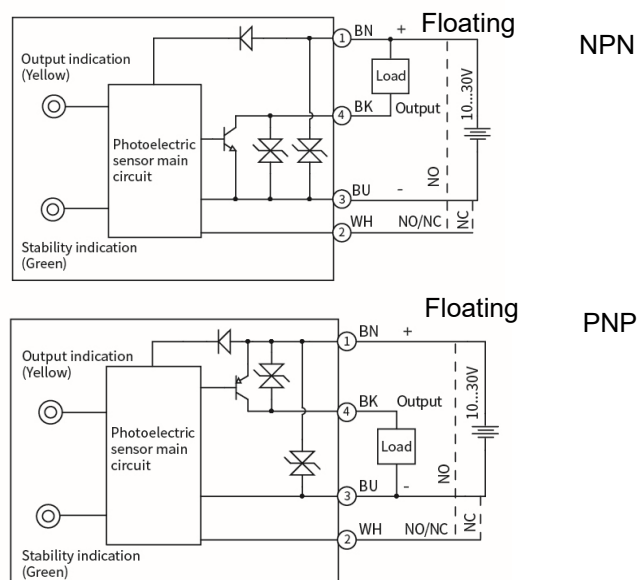 Floating
NPN
1 BN +
Output indication
(Yellow)
Load
10...30V
4 BK Output
Photoelectric
sensor main
circuit
NO
3 BU -
NC
2 WH NO/NC
Stability indication
(Green)
Floating
PNP
1 BN +
Output indication
(Yellow)
10...30V
4 BK Output
Photoelectric
sensor main
circuit
Load
NO
3 BU -
NC
2 WH NO/NC
Stability indication
(Green)